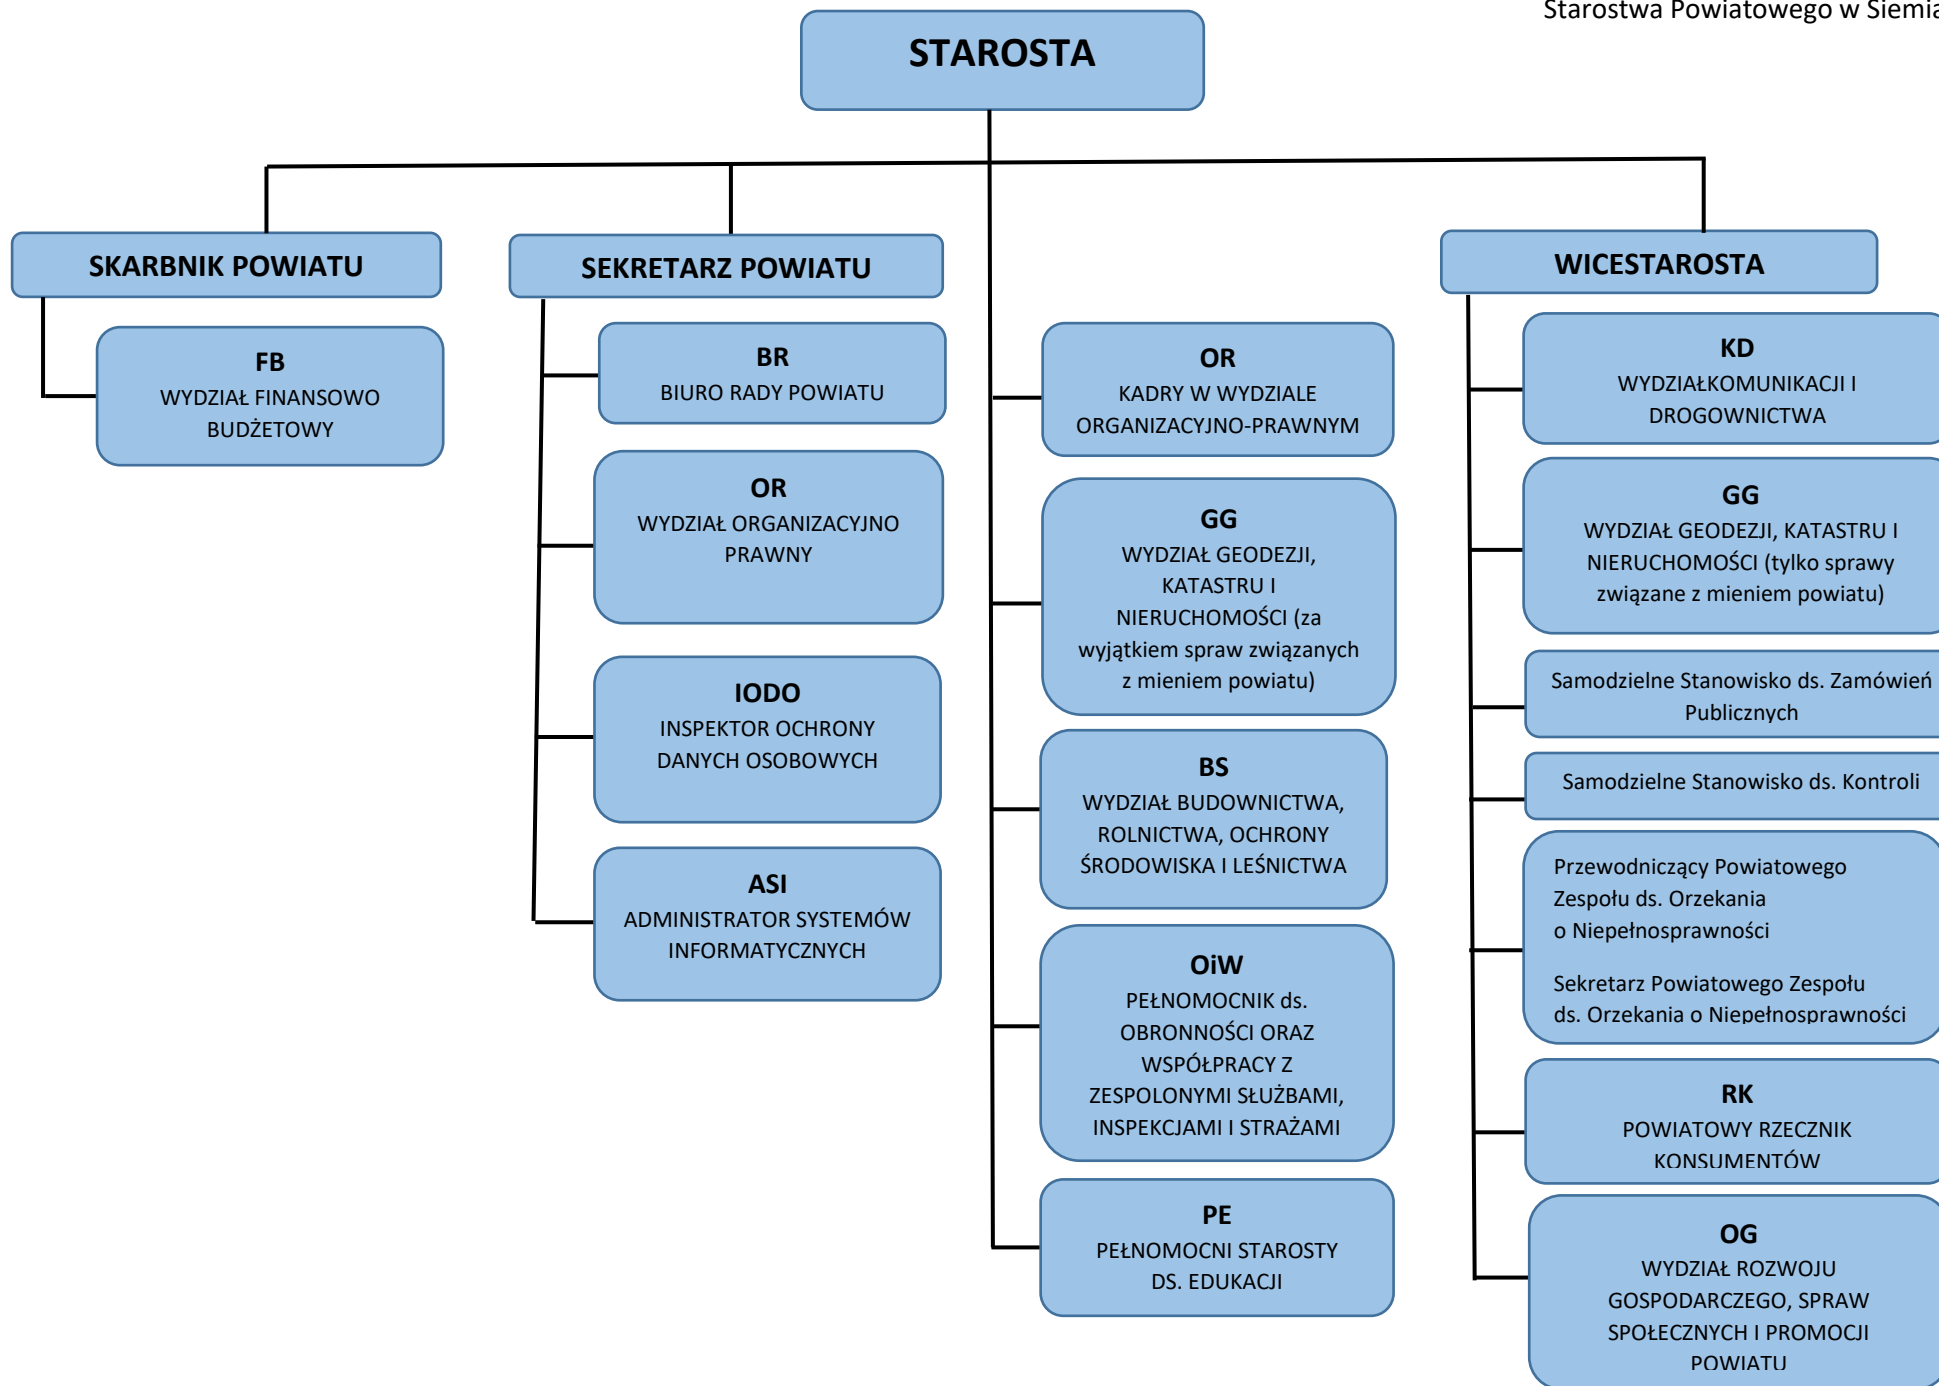 Starostwa Powiatowego w Siemia
STAROSTA
SKARBNIK POWIATU
FB
WYDZIAŁ FINANSOWO
BUDŻETOWY
SEKRETARZ POWIATU
BR
BIURO RADY POWIATU
OR
WYDZIAŁ ORGANIZACYJNO
PRAWNY
IODO
INSPEKTOR OCHRONY
DANYCH OSOBOWYCH
ASI
ADMINISTRATOR SYSTEMÓW
INFORMATYCZNYCH
OR
KADRY W WYDZIALE
ORGANIZACYJNO-PRAWNYM
GG
WYDZIAŁ GEODEZJI,
KATASTRU I
NIERUCHOMOŚCI (za
wyjątkiem spraw związanych
z mieniem powiatu)
BS
WYDZIAŁ BUDOWNICTWA,
ROLNICTWA, OCHRONY
ŚRODOWISKA I LEŚNICTWA
OiW
PEŁNOMOCNIK ds.
OBRONNOŚCI ORAZ
WSPÓŁPRACY Z
ZESPOLONYMI SŁUŻBAMI,
INSPEKCJAMI I STRAŻAMI
PE
PEŁNOMOCNI STAROSTY
DS. EDUKACJI
WICESTAROSTA
KD
WYDZIAŁKOMUNIKACJI I
DROGOWNICTWA
GG
WYDZIAŁ GEODEZJI, KATASTRU I
NIERUCHOMOŚCI (tylko sprawy
związane z mieniem powiatu)
Samodzielne Stanowisko ds. Zamówień
Publicznych
Samodzielne Stanowisko ds. Kontroli
Przewodniczący Powiatowego
Zespołu ds. Orzekania
o Niepełnosprawności
Sekretarz Powiatowego Zespołu
ds. Orzekania o Niepełnosprawności
RK
POWIATOWY RZECZNIK
KONSUMENTÓW
OG
WYDZIAŁ ROZWOJU
GOSPODARCZEGO, SPRAW
SPOŁECZNYCH I PROMOCJI
POWIATU